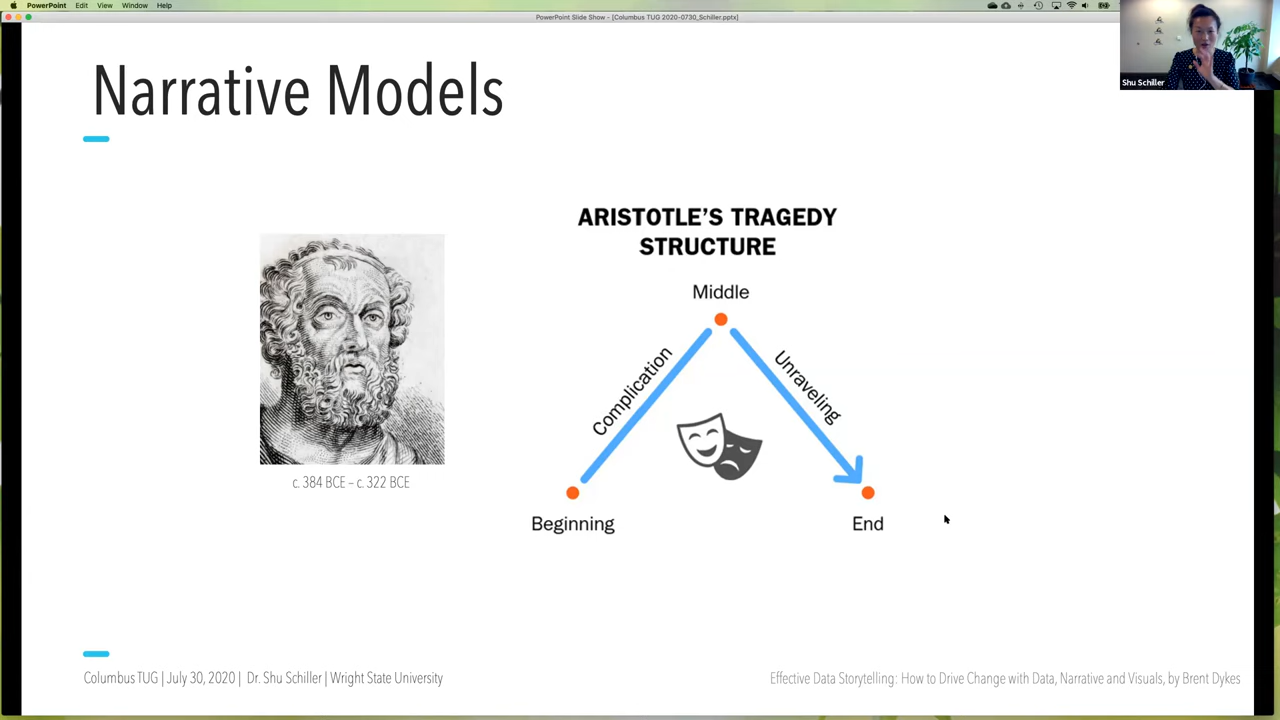 PowerPoint Edit View Window Help
PowerPoint Slide Show - [Columbus TUG 2020-0730_Schiller.pptx]
Shu Schiller
Narrative Models
ARISTOTLE'S TRAGEDY
STRUCTURE
Middle
Complication
Unraveling
c. 384 BCE – c. 322 BCE
Beginning
End
Columbus TUG | July 30, 2020 | Dr. Shu Schiller | Wright State University
Effective Data Storytelling: How to Drive Change with Data, Narrative and Visuals, by Brent Dykes